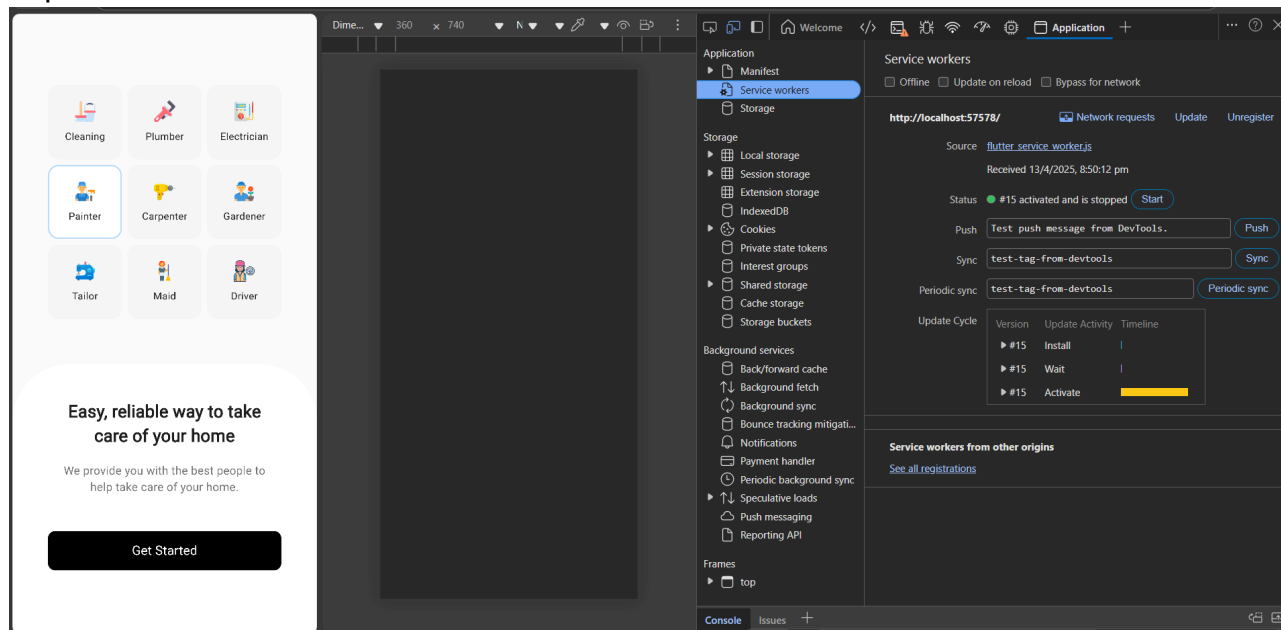 Cleaning
Plumber
Electrician
Painter
Carpenter
Gardener
Tailor
Maid
Driver
Easy, reliable way to take
care of your home
We provide you with the best people to
help take care of your home.
Get Started
Dime... 360 × 740 N
Welcome
Application
Application
Manifest
Service workers
Storage
Storage
Local storage
Session storage
Extension storage
IndexedDB
Cookies
Private state tokens
Interest groups
Shared storage
Cache storage
Storage buckets
Background services
Back/forward cache
Background fetch
Background sync
Bounce tracking mitigati...
Notifications
Payment handler
Periodic background sync
Speculative loads
Push messaging
Reporting API
Frames
top
Service workers
Offline Update on reload Bypass for network
http://localhost:57578/ Network requests Update Unregister
Source flutter_service_worker.js
Received 13/4/2025, 8:50:12 pm
Status #15 activated and is stopped Start
Push Test push message from DevTools. Push
Sync test-tag-from-devtools Sync
Periodic sync test-tag-from-devtools Periodic sync
Update Cycle Version Update Activity Timeline
#15 Install
#15 Wait
#15 Activate
Service workers from other origins
See all registrations
Console Issues